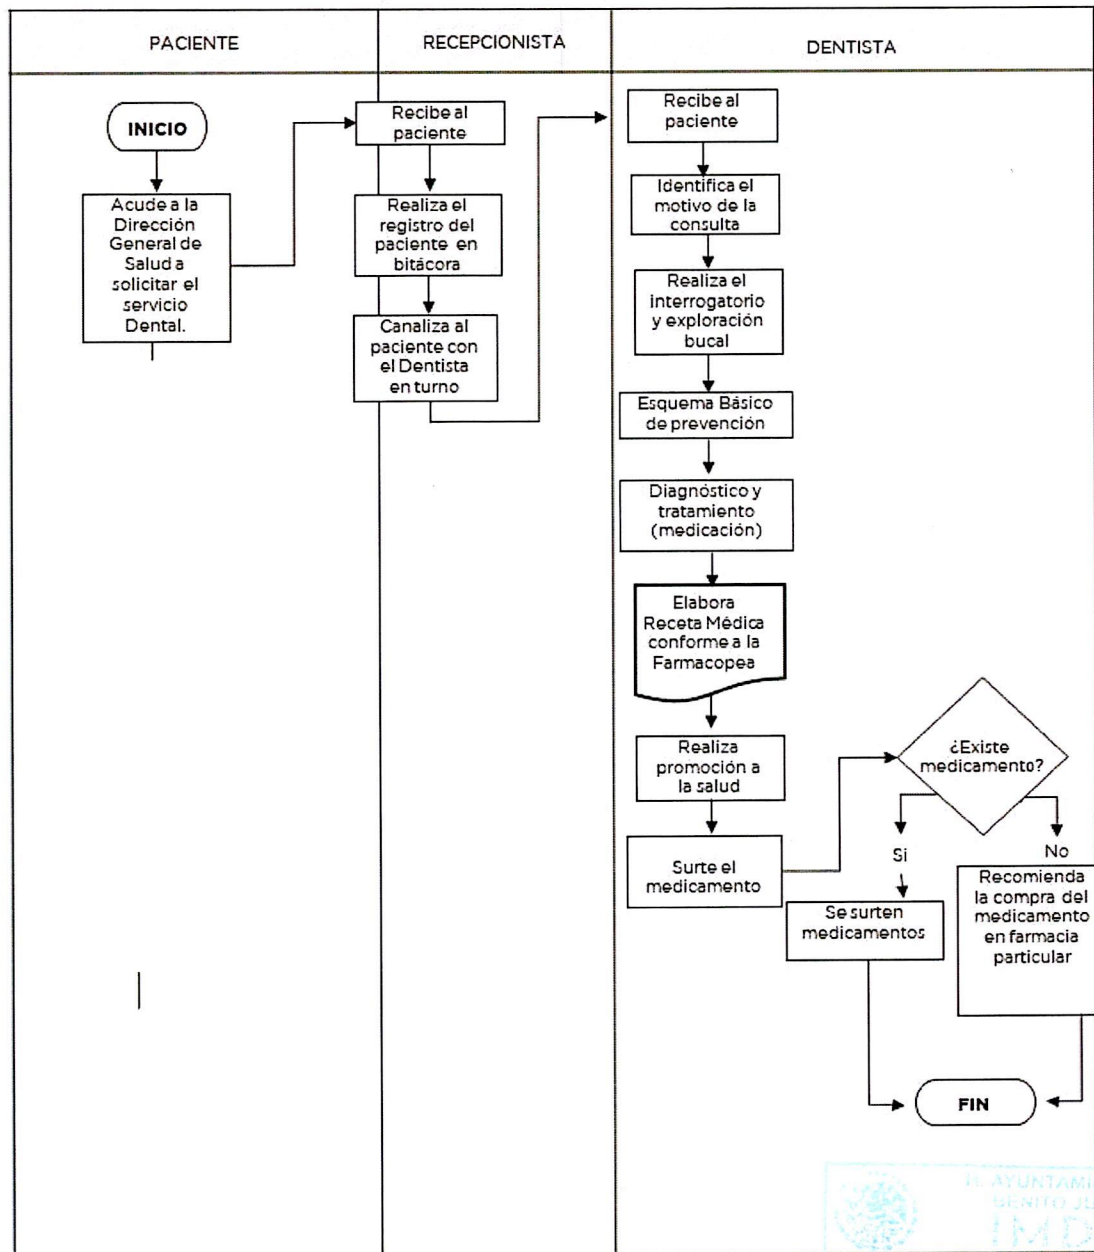 PACIENTE
RECEPCIONISTA
DENTISTA
INICIO
Acude a la
Dirección
General de
Salud a
solicitar el
servicio
Dental.
Recibe al
paciente
Realiza el
registro del
paciente en
bitácora
Canaliza al
paciente con
el Dentista
en turno
Recibe al
paciente
Identifica el
motivo de la
consulta
Realiza el
interrogatorio
y exploración
bucal
Esquema Básico
de prevención
Diagnóstico y
tratamiento
(medicación)
Elabora
Receta Médica
conforme a la
Farmacopea
Realiza
promoción a
la salud
Surte el
medicamento
¿Existe
medicamento?
Si
No
Se surten
medicamentos
Recomienda
la compra del
medicamento
en farmacia
particular
FIN
H. AYUNTAMI
BENITO JU